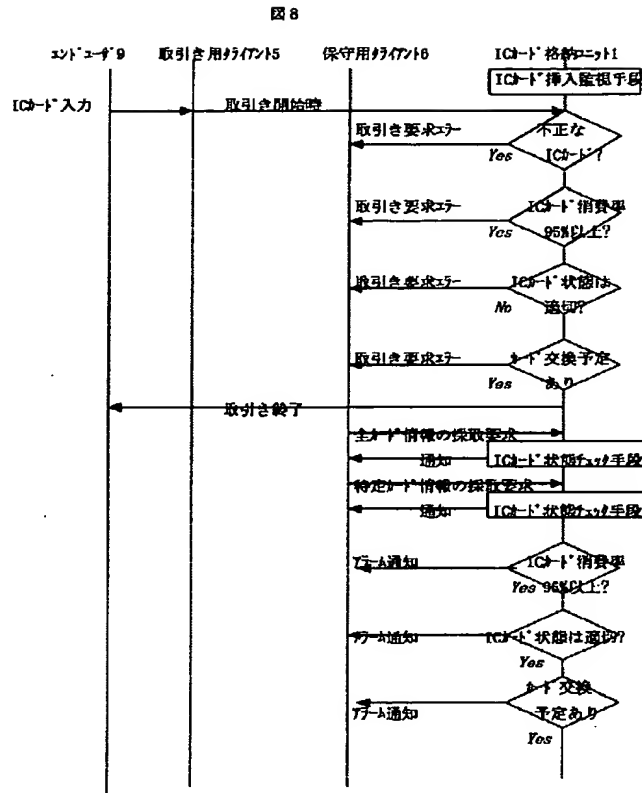 図8
エンドユーザ9 取引き用クライアント5 保守用クライアント6 ICカード格納ユニット1
ICカード挿入監視手段
ICカード入力
取引き開始時
不正な
ICカード?
取引き要求エラー
Yes
ICカード消費率
95%以上?
取引き要求エラー
Yes
ICカード状態は
適切?
取引き要求エラー
No
カード交換予定
あり
取引き要求エラー
Yes
取引き終了
全カード情報の採取要求
通知
ICカード状態チェック手段
特定カード情報の採取要求
通知
ICカード状態チェック手段
ICカード消費率
アラーム通知
Yes 95%以上?
ICカード状態は適切?
アラーム通知
Yes
カード交換
予定あり
アラーム通知
Yes